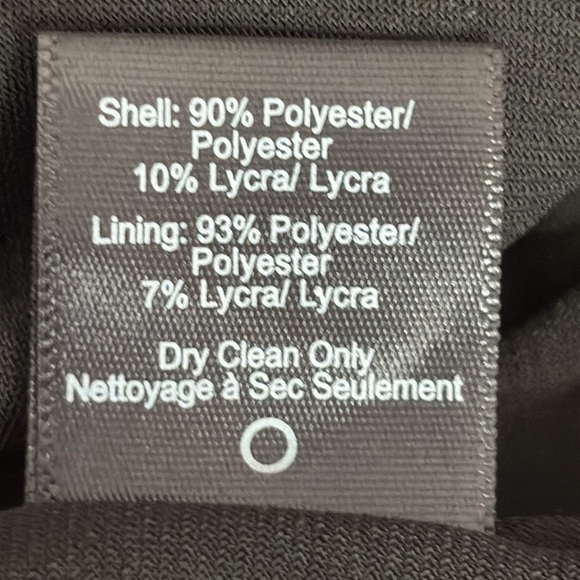 Shell: 90% Polyester/
Polyester
10% Lycra/ Lycra
Lining: 93% Polyester/
Polyester
7% Lycra/ Lycra
Dry Clean Only
Nettoyage à Sec Seulement